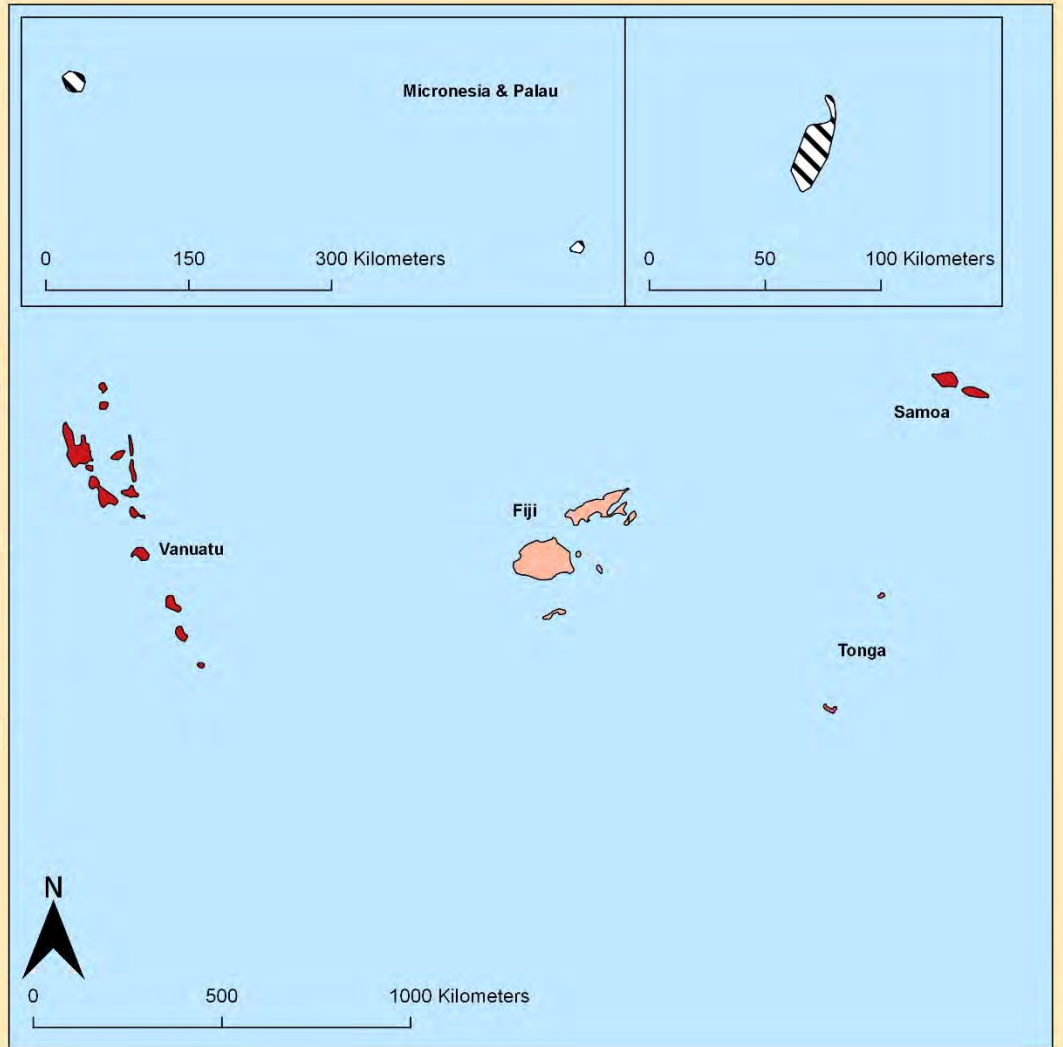 Micronesia & Palau
0 150 300 Kilometers
0 50 100 Kilometers
Samoa
Fiji
Vanuatu
Tonga
N
0 500 1000 Kilometers